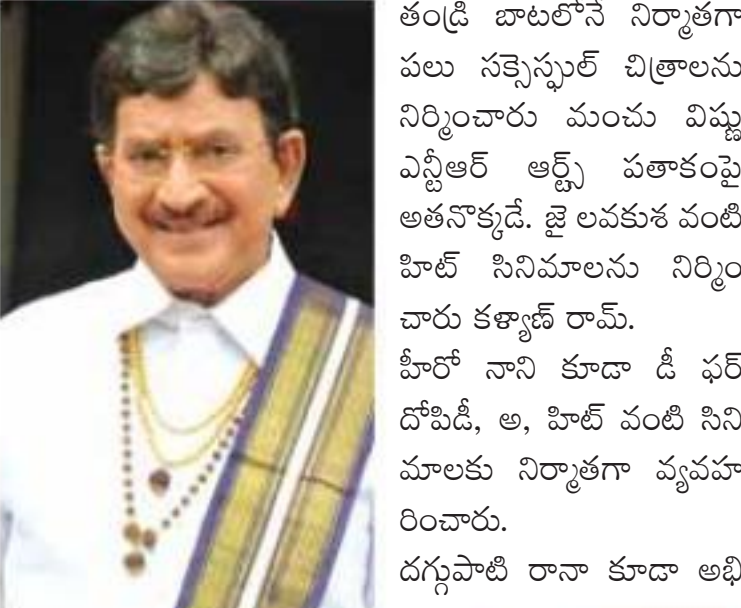 తండ్రి బాటలోనే నిర్మాతగా
పలు సక్సెస్ఫుల్ చిత్రాలను
నిర్మించారు మంచు విష్ణు
ఎన్టీఆర్ ఆర్ట్స్ పతాకంపై
అతనొక్కడే. జై లవకుశ వంటి
హిట్ సినిమాలను నిర్మిం
చారు కళ్యాణ్ రామ్.
హీరో నాని కూడా డీ ఫర్
దోపిడీ, అ, హిట్ వంటి సిని
మాలకు నిర్మాతగా వ్యవహ
రించారు.
దగ్గుపాటి రానా కూడా అభి